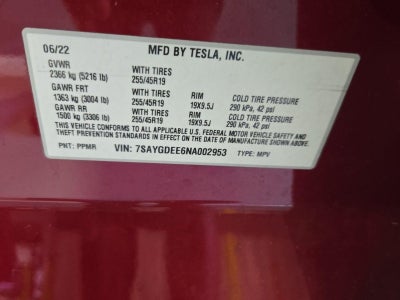 06/22 MFD BY TESLA, INC.
GVWR
2366 kg (5216 lb) WITH TIRES 255/45R19
GAWR FRT
1363 kg (3004 lb) WITH TIRES 255/45R19 RIM 19X9.5J COLD TIRE PRESSURE 290 kPa, 42 psi
GAWR RR
1500 kg (3306 lb) WITH TIRES 255/45R19 RIM 19X9.5J COLD TIRE PRESSURE 290 kPa, 42 psi
THIS VEHICLE CONFORMS TO ALL APPLICABLE U.S. FEDERAL MOTOR VEHICLE SAFETY AND
THEFT PREVENTION STANDARDS IN EFFECT ON THE DATE OF MANUFACTURE SHOWN ABOVE.
PNT: PPMR VIN: 7SAYGDEE6NA002953 TYPE: MPV